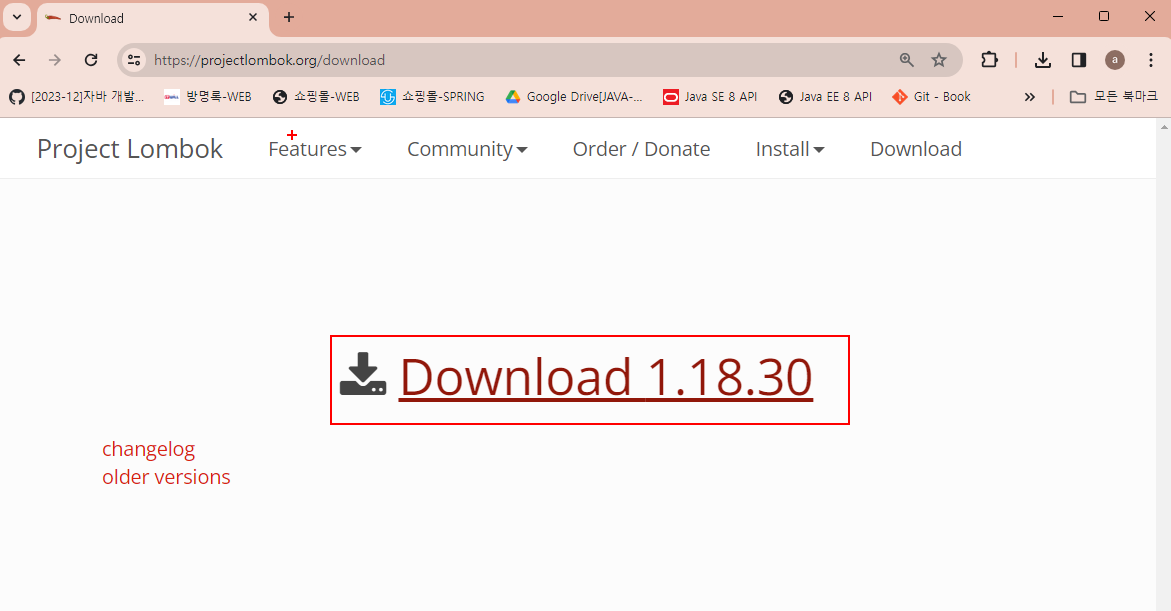 Download
https://projectlombok.org/download
a
[2023-12]자바 개발... 방명록-WEB 쇼핑몰-WEB 쇼핑몰-SPRING Google Drive[JAVA-... Java SE 8 API Java EE 8 API Git - Book » 모든 북마크
Project Lombok Features Community Order / Donate Install Download
Download 1.18.30
changelog
older versions